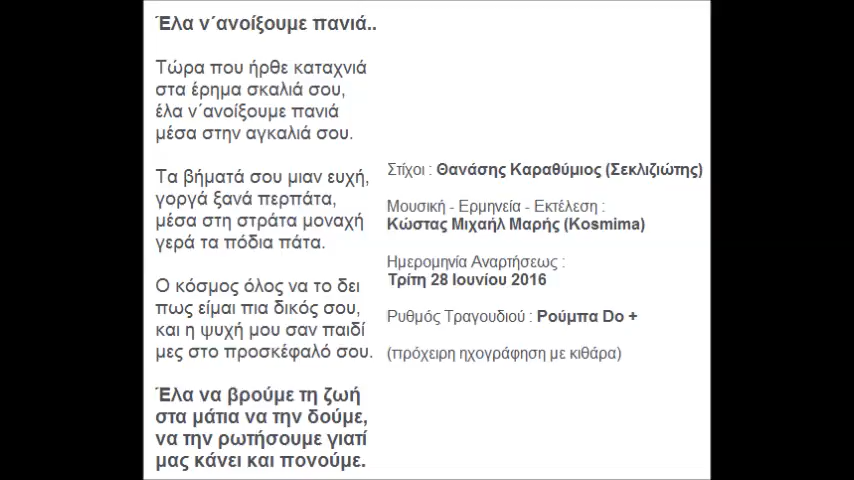 Έλα ν΄ανοίξουμε πανιά..
Τώρα που ήρθε καταχνιά
στα έρημα σκαλιά σου,
έλα ν΄ανοίξουμε πανιά
μέσα στην αγκαλιά σου.
Τα βήματά σου μιαν ευχή,
γοργά ξανά περπάτα,
μέσα στη στράτα μοναχή
γερά τα πόδια πάτα.
Ο κόσμος όλος να το δει
πως είμαι πια δικός σου,
και η ψυχή μου σαν παιδί
μες στο προσκέφαλό σου.
Έλα να βρούμε τη ζωή
στα μάτια να την δούμε,
να την ρωτήσουμε γιατί
μας κάνει και πονούμε.
Στίχοι : Θανάσης Καραθύμιος (Σεκλιζιώτης)
Μουσική - Ερμηνεία - Εκτέλεση :
Κώστας Μιχαήλ Μαρής (Kosmima)
Ημερομηνία Αναρτήσεως :
Τρίτη 28 Ιουνίου 2016
Ρυθμός Τραγουδιού : Ρούμπα Do +
(πρόχειρη ηχογράφηση με κιθάρα)